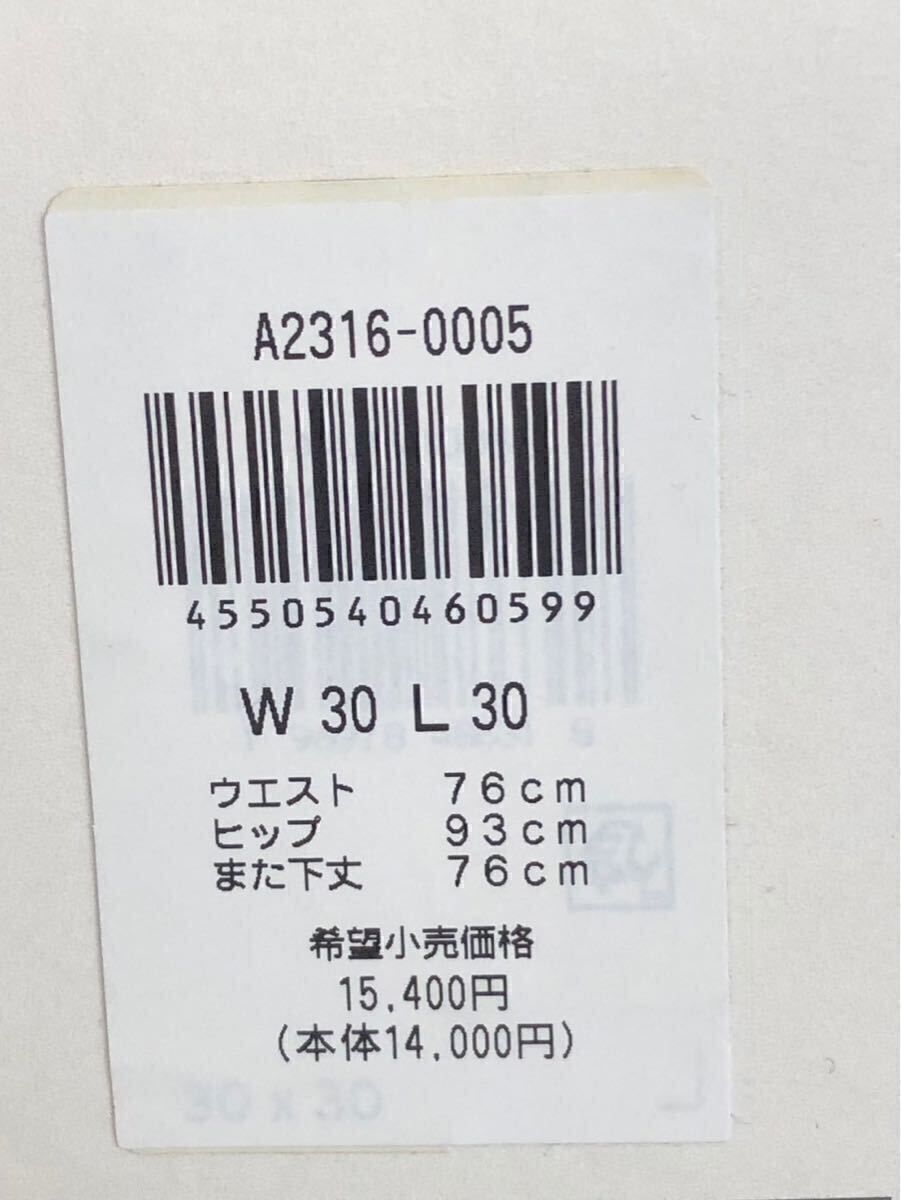 A2316-0005
4550540460599
W 30 L 30
ウエスト 76cm
ヒップ 93cm
また下丈 76cm
希望小売価格
15,400円
(本体14,000円)
30 x 30
L